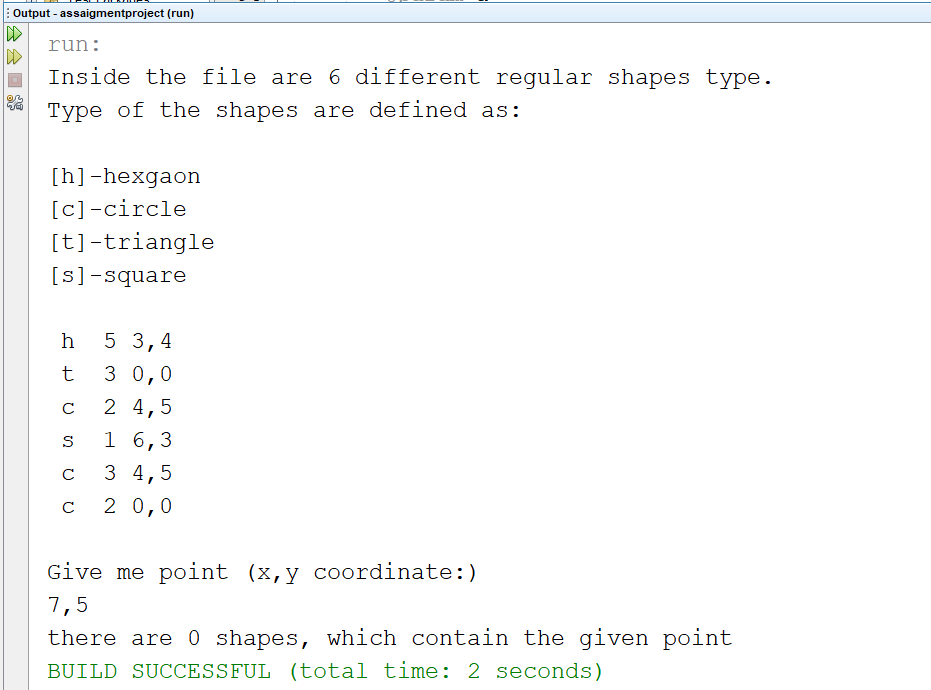 Output - assaigmentproject (run)
run:
Inside the file are 6 different regular shapes type.
Type of the shapes are defined as:
[h]-hexgaon
[c]-circle
[t]-triangle
[s]-square
h 5 3,4
t 3 0,0
c 2 4,5
s 1 6,3
c 3 4,5
c 2 0,0
Give me point (x,y coordinate:)
7,5
there are 0 shapes, which contain the given point
BUILD SUCCESSFUL (total time: 2 seconds)